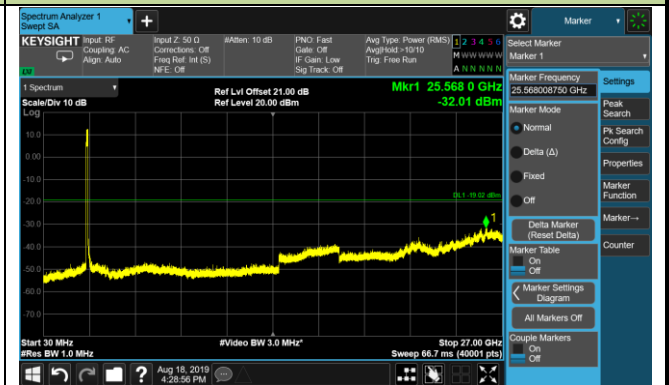 Spectrum Analyzer 1
Swept SA
+
Marker
KEYSIGHT
Input: RF
Coupling: AC
Align: Auto
Input Z: 50 Ω
Corrections: Off
Freq Ref: Int (S)
NFE: Off
#Atten: 10 dB
PNO: Fast
Gate: Off
IF Gain: Low
Sig Track: Off
Avg Type: Power (RMS)
Avg|Hold:>10/10
Trig: Free Run
1 2 3 4 5 6
M W W W W W
A N N N N N
Select Marker
Marker 1
1 Spectrum
Scale/Div 10 dB
Log
Ref Lvl Offset 21.00 dB
Ref Level 20.00 dBm
Mkr1 25.568 0 GHz
-32.01 dBm
10.0
0.00
-10.0
-20.0
-30.0
-40.0
-50.0
-60.0
-70.0
DL1 -19.02 dBm
1
Start 30 MHz
#Res BW 1.0 MHz
#Video BW 3.0 MHz*
Stop 27.00 GHz
Sweep 66.7 ms (40001 pts)
Marker Frequency
25.568008750 GHz
Marker Mode
Normal
Delta (Δ)
Fixed
Off
Delta Marker
(Reset Delta)
Marker Table
On
Off
Marker Settings
Diagram
All Markers Off
Couple Markers
On
Off
Settings
Peak
Search
Pk Search
Config
Properties
Marker
Function
Marker→
Counter
?
Aug 18, 2019
4:28:56 PM